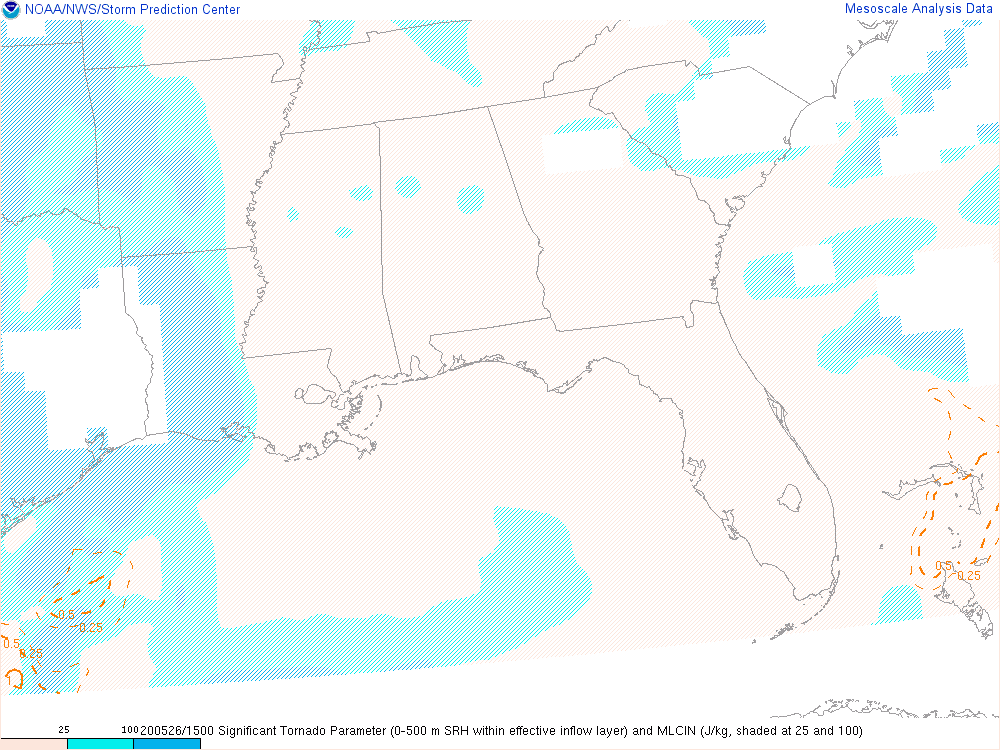 NOAA/NWS/Storm Prediction Center
Mesoscale Analysis Data
0.5
0.25
0.5
0.25
0.5
0.25
1
25 100
200526/1500 Significant Tornado Parameter (0-500 m SRH within effective inflow layer) and MLCIN (J/kg, shaded at 25 and 100)